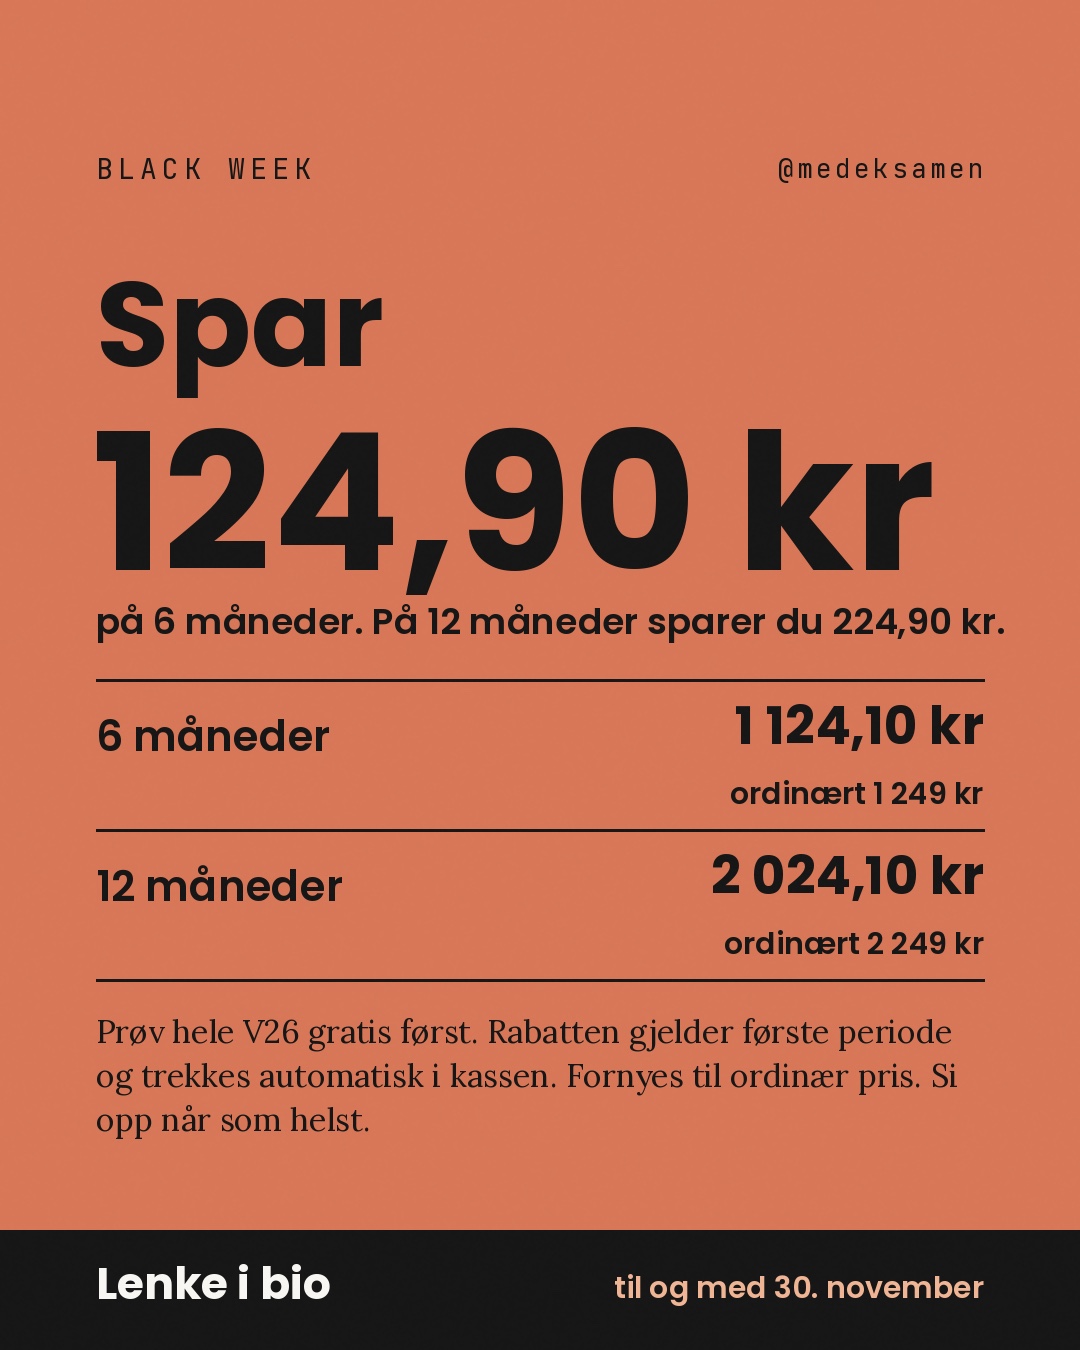 BLACK WEEK
@medeksamen
Spar
124,90 kr
på 6 måneder. På 12 måneder sparer du 224,90 kr.
6 måneder
1 124,10 kr
ordinært 1 249 kr
12 måneder
2 024,10 kr
ordinært 2 249 kr
Prøv hele V26 gratis først. Rabatten gjelder første periode
og trekkes automatisk i kassen. Fornyes til ordinær pris. Si
opp når som helst.
Lenke i bio
til og med 30. november